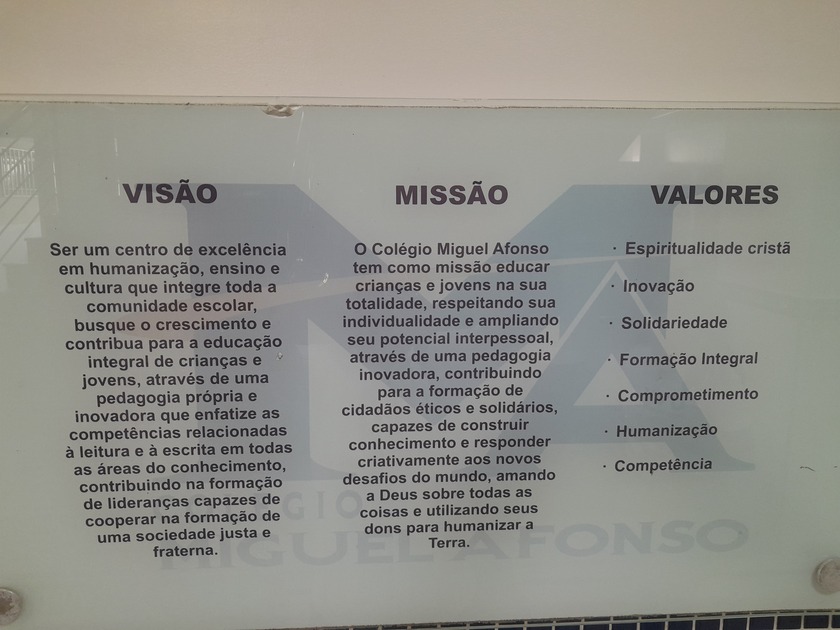 VISÃO
Ser um centro de excelência
em humanização, ensino e
cultura que integre toda a
comunidade escolar,
busque o crescimento e
contribua para a educação
integral de crianças e
jovens, através de uma
pedagogia própria e
inovadora que enfatize as
competências relacionadas
à leitura e à escrita em todas
as áreas do conhecimento,
contribuindo na formação
de lideranças capazes de
cooperar na formação de
uma sociedade justa e
fraterna.
MISSÃO
O Colégio Miguel Afonso
tem como missão educar
crianças e jovens na sua
totalidade, respeitando sua
individualidade e ampliando
seu potencial interpessoal,
através de uma pedagogia
inovadora, contribuindo
para a formação de
cidadãos éticos e solidários,
capazes de construir
conhecimento e responder
criativamente aos novos
desafios do mundo, amando
a Deus sobre todas as
coisas e utilizando seus
dons para humanizar a
Terra.
VALORES
· Espiritualidade cristã
· Inovação
· Solidariedade
· Formação Integral
· Comprometimento
· Humanização
· Competência
MIGUEL AFONSO